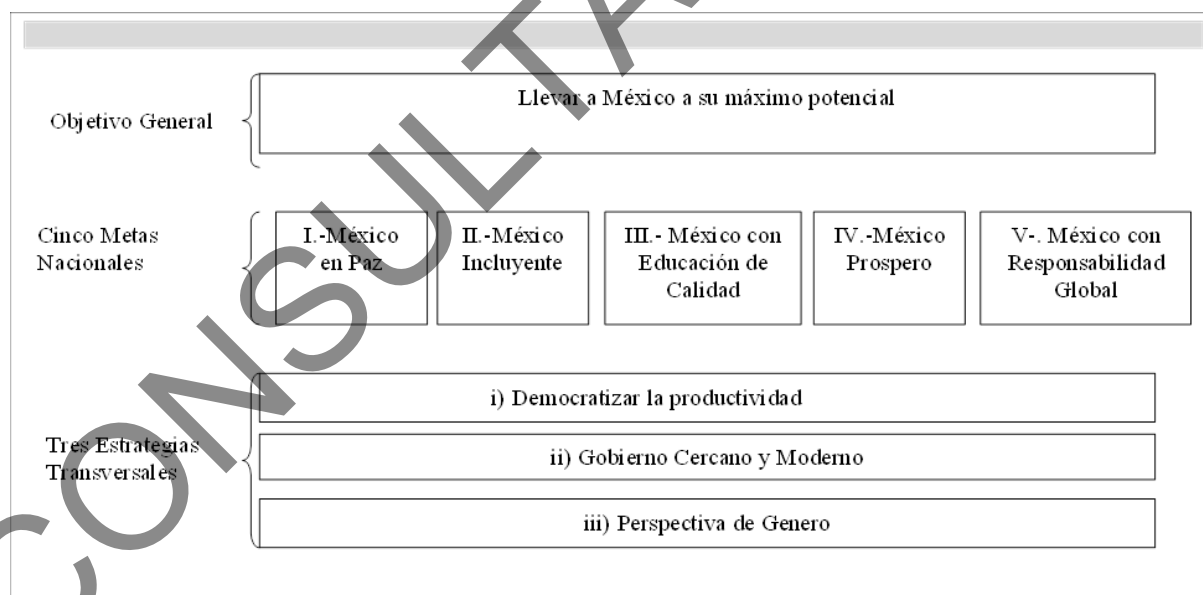 Llevar a México a su máximo potencial
Objetivo General
Cinco Metas
Nacionales
I.-México
en Paz
II.-México
Incluyente
III.- México con
Educación de
Calidad
IV.-México
Prospero
V-. México con
Responsabilidad
Global
i) Democratizar la productividad
Tres Estrategias
Transversales
ii) Gobierno Cercano y Moderno
iii) Perspectiva de Genero
CONSULTA